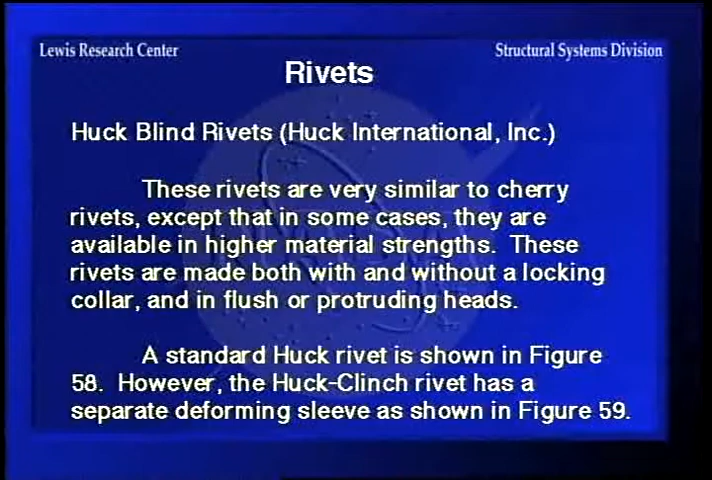 Lewis Research Center
Structural Systems Division
Rivets
Huck Blind Rivets (Huck International, Inc.)
These rivets are very similar to cherry
rivets, except that in some cases, they are
available in higher material strengths. These
rivets are made both with and without a locking
collar, and in flush or protruding heads.
A standard Huck rivet is shown in Figure
58. However, the Huck-Clinch rivet has a
separate deforming sleeve as shown in Figure 59.